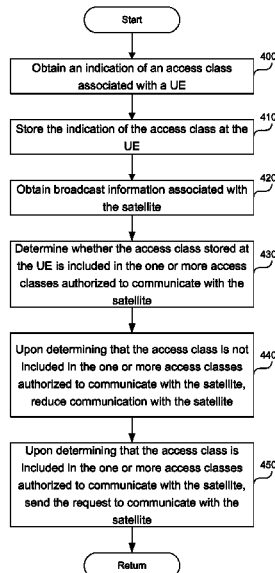 Start
400
Obtain an indication of an access class
associated with a UE
410
Store the indication of the access class at the
UE
420
Obtain broadcast information associated with
the satellite
430
Determine whether the access class stored at
the UE is included in the one or more access
classes authorized to communicate with the
satellite
440
Upon determining that the access class is not
included in the one or more access classes
authorized to communicate with the satellite,
reduce communication with the satellite
450
Upon determining that the access class is
included in the one or more access classes
authorized to communicate with the satellite,
send the request to communicate with the
satellite
Return